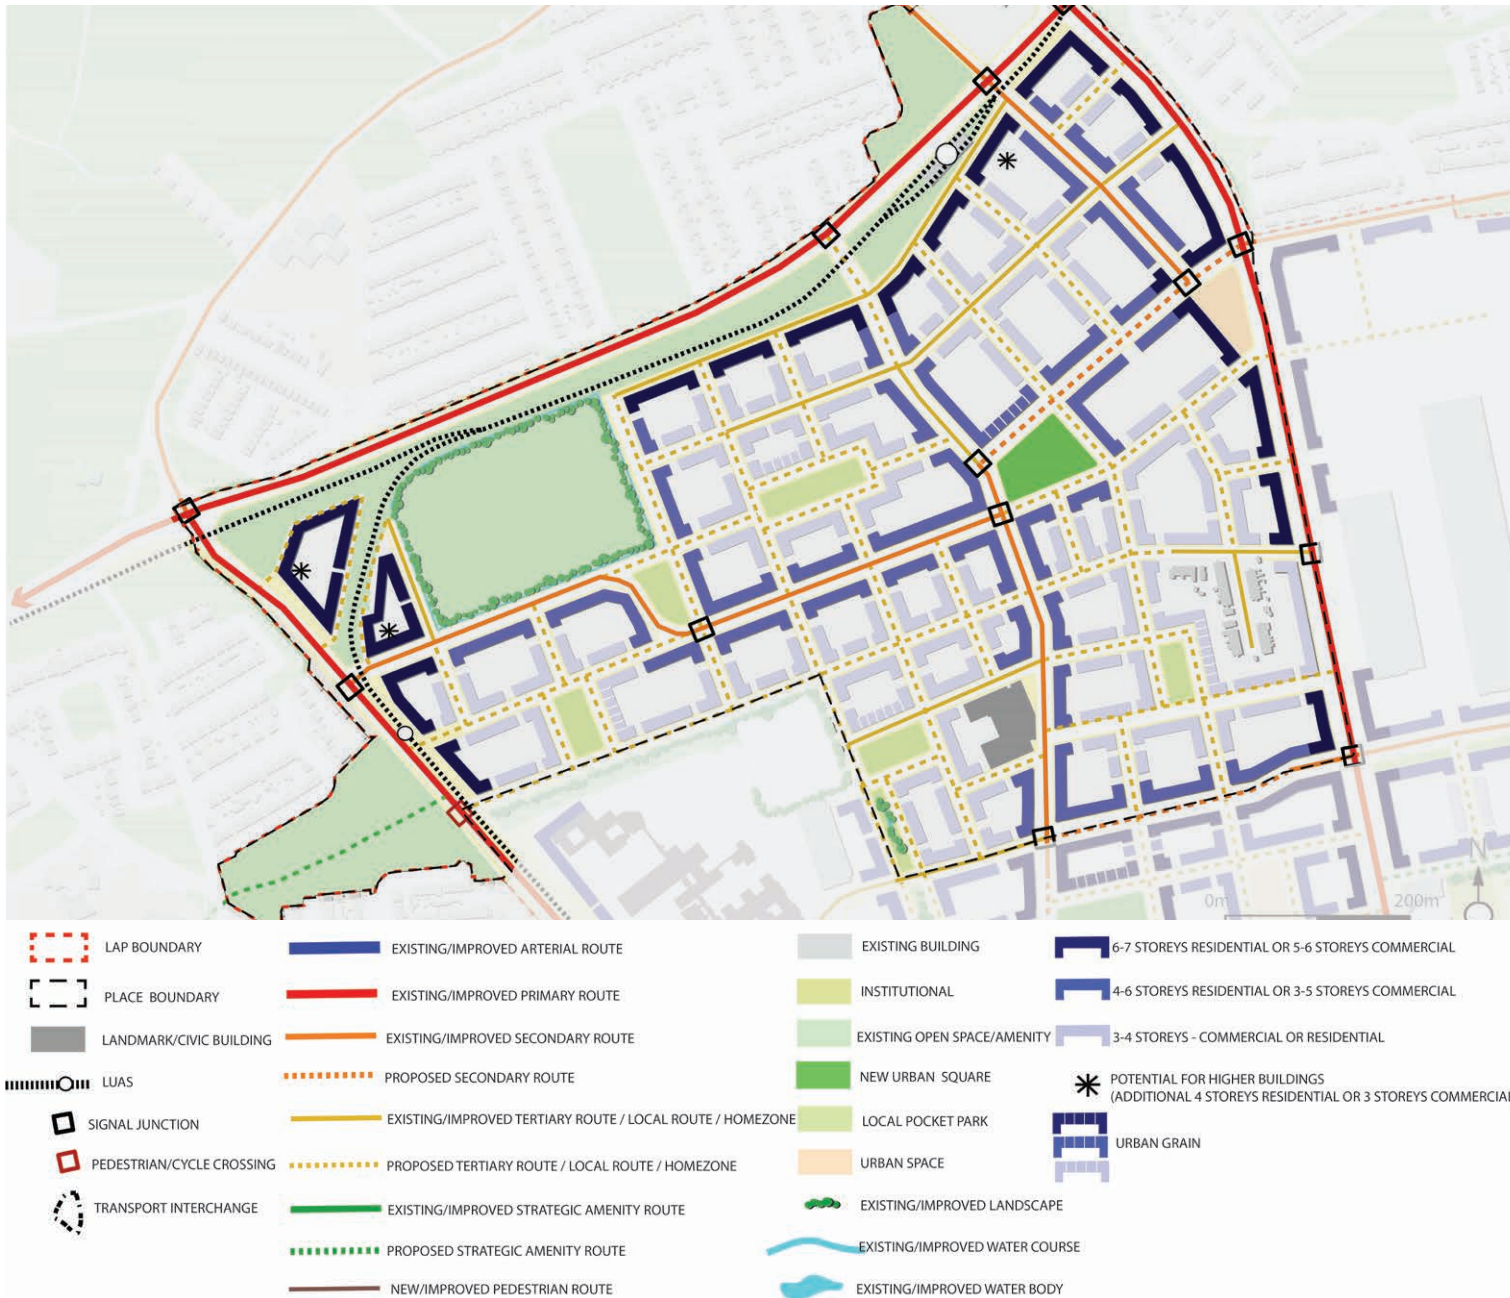 N
0m 200m
LAP BOUNDARY
PLACE BOUNDARY
LANDMARK/CIVIC BUILDING
LUAS
SIGNAL JUNCTION
PEDESTRIAN/CYCLE CROSSING
TRANSPORT INTERCHANGE
EXISTING/IMPROVED ARTERIAL ROUTE
EXISTING/IMPROVED PRIMARY ROUTE
EXISTING/IMPROVED SECONDARY ROUTE
PROPOSED SECONDARY ROUTE
EXISTING/IMPROVED TERTIARY ROUTE / LOCAL ROUTE / HOMEZONE
PROPOSED TERTIARY ROUTE / LOCAL ROUTE / HOMEZONE
EXISTING/IMPROVED STRATEGIC AMENITY ROUTE
PROPOSED STRATEGIC AMENITY ROUTE
NEW/IMPROVED PEDESTRIAN ROUTE
EXISTING BUILDING
INSTITUTIONAL
EXISTING OPEN SPACE/AMENITY
NEW URBAN SQUARE
LOCAL POCKET PARK
URBAN SPACE
EXISTING/IMPROVED LANDSCAPE
EXISTING/IMPROVED WATER COURSE
EXISTING/IMPROVED WATER BODY
6-7 STOREYS RESIDENTIAL OR 5-6 STOREYS COMMERCIAL
4-6 STOREYS RESIDENTIAL OR 3-5 STOREYS COMMERCIAL
3-4 STOREYS - COMMERCIAL OR RESIDENTIAL
POTENTIAL FOR HIGHER BUILDINGS
(ADDITIONAL 4 STOREYS RESIDENTIAL OR 3 STOREYS COMMERCIAL
URBAN GRAIN